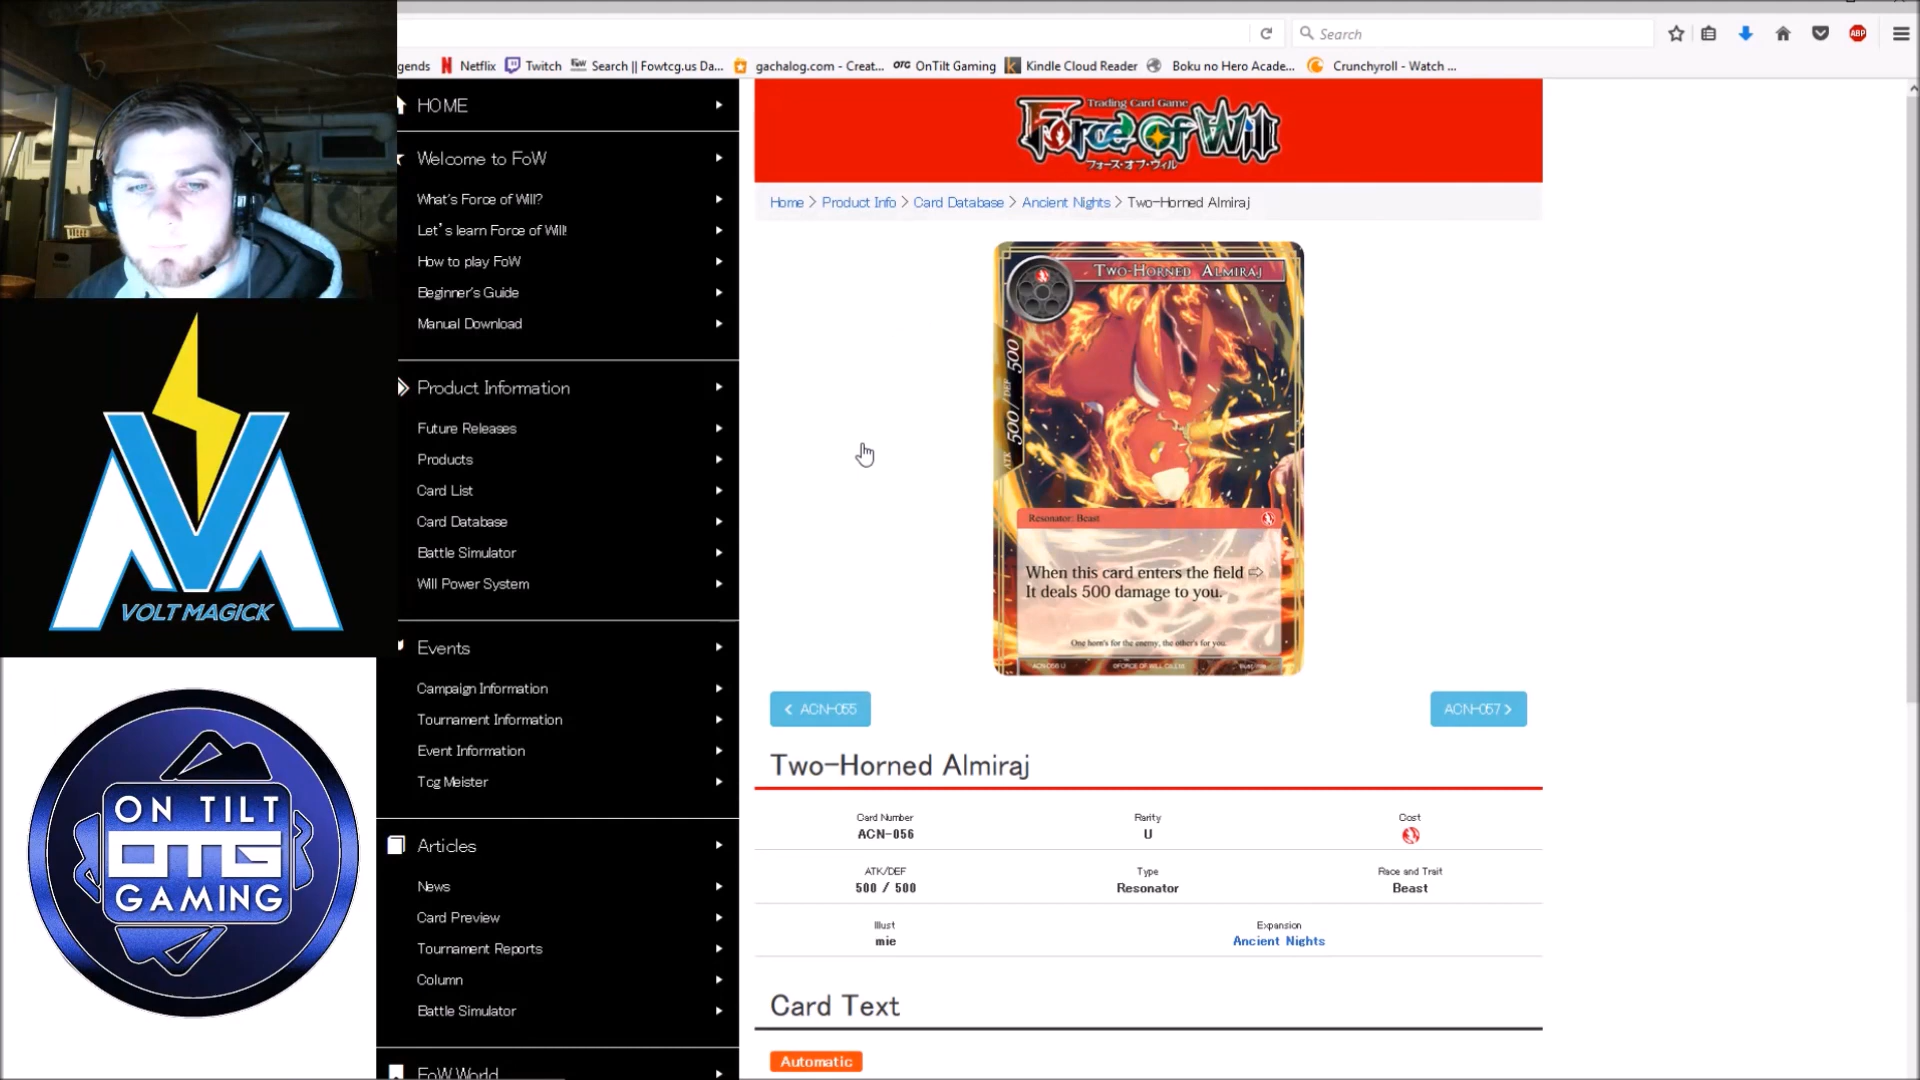 Search
gends
Netflix
Twitch
Search || Fowtcg.us Da...
gachalog.com - Creat...
OTG OnTilt Gaming
Kindle Cloud Reader
Boku no Hero Acade...
Crunchyroll - Watch ...
ABP
HOME
Welcome to FoW
What's Force of Will?
Let's learn Force of Will!
How to play FoW
Beginner's Guide
Manual Download
Product Information
Future Releases
Products
Card List
Card Database
Battle Simulator
Will Power System
Events
Campaign Information
Tournament Information
Event Information
Tcg Meister
Articles
News
Card Preview
Tournament Reports
Column
Battle Simulator
FoW World
VOLT MAGICK
ON TILT
OTG
GAMING
Trading Card Game
Force of Will
フォース・オブ・ウィル
Home > Product Info > Card Database > Ancient Nights > Two-Horned Almiraj
Two-Horned Almiraj
ATK 500 / DEF 500
Resonator: Beast
When this card enters the field ⇨
It deals 500 damage to you.
One horn's for the enemy, the other's for you.
ACN-056 U
< ACN-055
ACN-057 >
Two-Horned Almiraj
Card Number
ACN-056
Rarity
U
Cost
ATK/DEF
500 / 500
Type
Resonator
Race and Trait
Beast
Illust
mie
Expansion
Ancient Nights
Card Text
Automatic